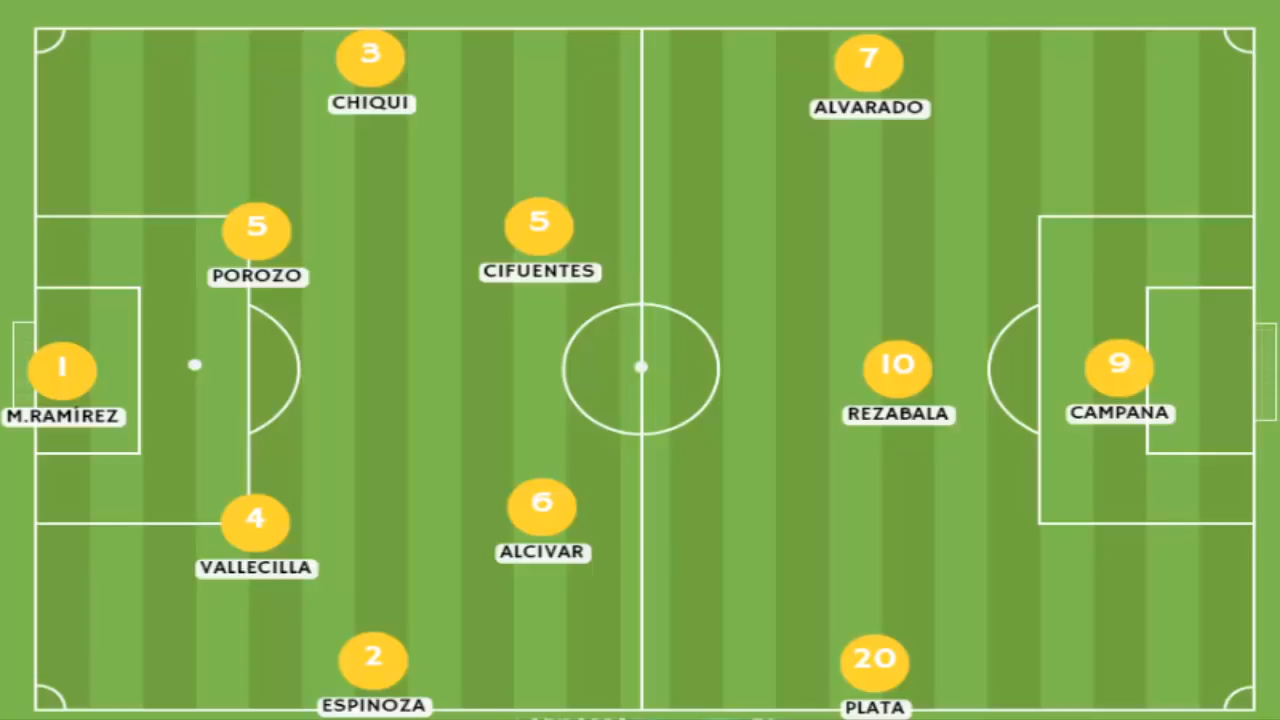 3
CHIQUI
7
ALVARADO
5
POROZO
5
CIFUENTES
1
M.RAMÍREZ
10
REZABALA
9
CAMPANA
4
VALLECILLA
6
ALCIVAR
2
ESPINOZA
20
PLATA